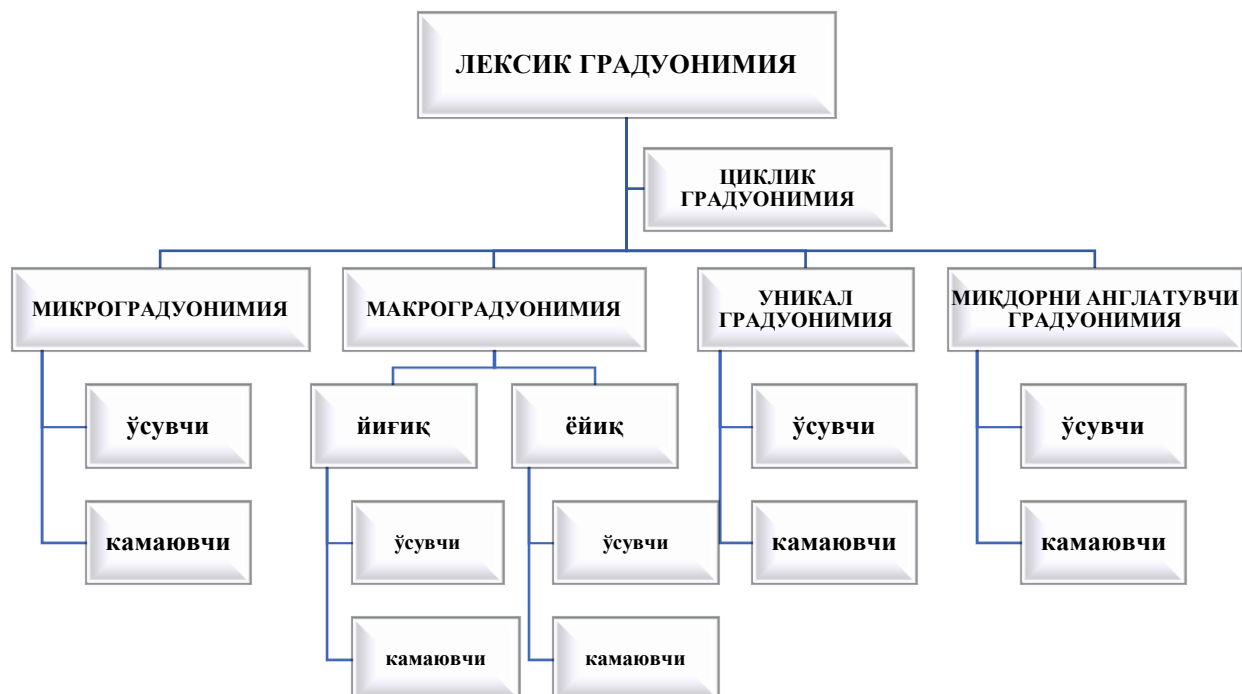 ЛЕКСИК ГРАДУОНИМИЯ
ЦИКЛИК
ГРАДУОНИМИЯ
МИКРОГРАДУОНИМИЯ
МАКРОГРАДУОНИМИЯ
УНИКАЛ
ГРАДУОНИМИЯ
МИҚДОРНИ АНГЛАТУВЧИ
ГРАДУОНИМИЯ
ўсувчи
йиғиқ
ёйиқ
ўсувчи
ўсувчи
камаювчи
ўсувчи
ўсувчи
камаювчи
камаювчи
камаювчи
камаювчи